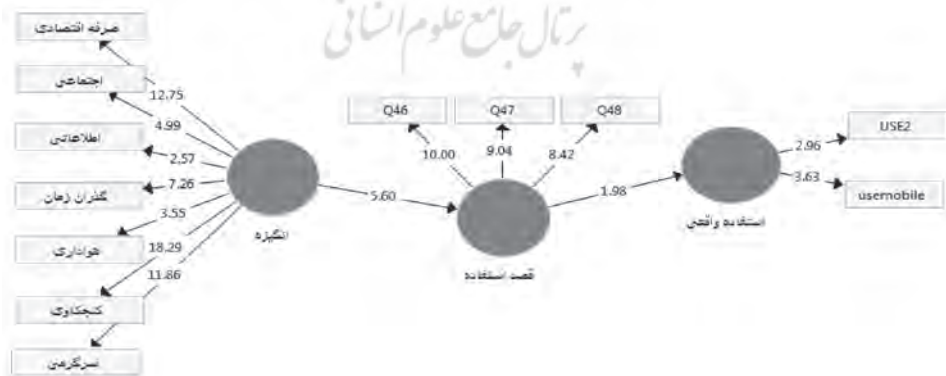 پرتال جامع علوم انسانی
صرفه اقتصادی
اجتماعی
اطلاعاتی
گذران زمان
هواداری
کنجکاوی
سرگرمی
12.75
4.99
2.57
7.26
3.55
18.29
11.86
انگیزه
5.60
Q46
Q47
Q48
10.00
9.04
8.42
قصد استفاده
1.98
استفاده واقعی
2.96
3.63
USE2
usemobile